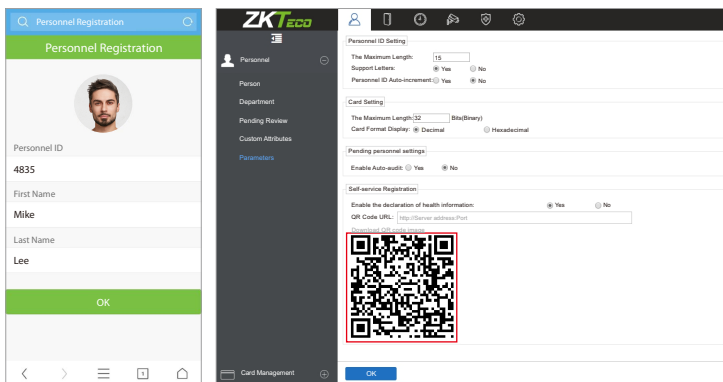 Personnel Registration
Personnel Registration
Personnel ID
4835
First Name
Mike
Last Name
Lee
OK
1
ZKTeco
Personnel
Person
Department
Pending Review
Custom Attributes
Parameters
Card Management
Personnel ID Setting
The Maximum Length: 15
Support Letters: Yes No
Personnel ID Auto-increment: Yes No
Card Setting
The Maximum Length: 32 Bits(Binary)
Card Format Display: Decimal Hexadecimal
Pending personnel settings
Enable Auto-audit: Yes No
Self-service Registration
Enable the declaration of health information: Yes No
QR Code URL: http://Server address:Port
Download QR code image
OK